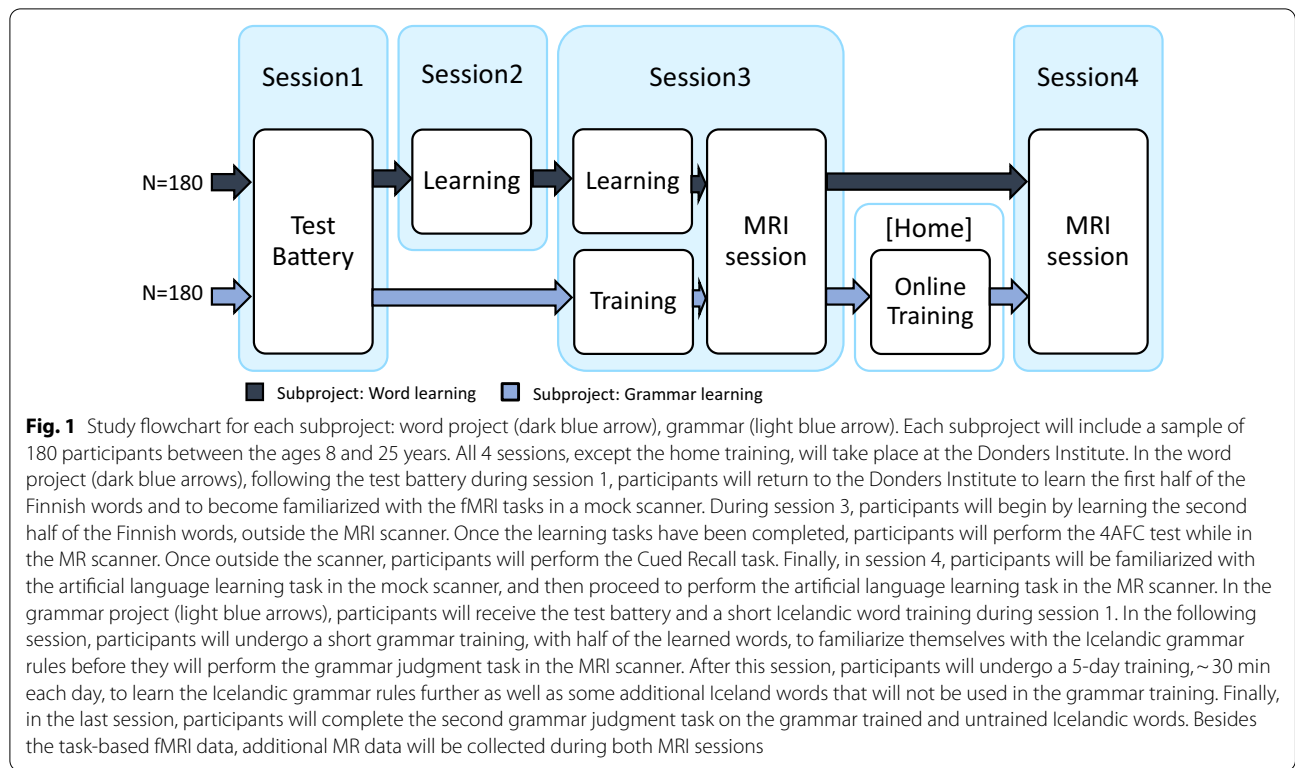 Session1
Session2
Session3
Session4
N=180
N=180
Test
Battery
Learning
Learning
Training
MRI
session
[Home]
Online
Training
MRI
session
Subproject: Word learning
Subproject: Grammar learning
Fig. 1 Study flowchart for each subproject: word project (dark blue arrow), grammar (light blue arrow). Each subproject will include a sample of
180 participants between the ages 8 and 25 years. All 4 sessions, except the home training, will take place at the Donders Institute. In the word
project (dark blue arrows), following the test battery during session 1, participants will return to the Donders Institute to learn the first half of the
Finnish words and to become familiarized with the fMRI tasks in a mock scanner. During session 3, participants will begin by learning the second
half of the Finnish words, outside the MRI scanner. Once the learning tasks have been completed, participants will perform the 4AFC test while in
the MR scanner. Once outside the scanner, participants will perform the Cued Recall task. Finally, in session 4, participants will be familiarized with
the artificial language learning task in the mock scanner, and then proceed to perform the artificial language learning task in the MR scanner. In the
grammar project (light blue arrows), participants will receive the test battery and a short Icelandic word training during session 1. In the following
session, participants will undergo a short grammar training, with half of the learned words, to familiarize themselves with the Icelandic grammar
rules before they will perform the grammar judgment task in the MRI scanner. After this session, participants will undergo a 5-day training, ~ 30 min
each day, to learn the Icelandic grammar rules further as well as some additional Iceland words that will not be used in the grammar training. Finally,
in the last session, participants will complete the second grammar judgment task on the grammar trained and untrained Icelandic words. Besides
the task-based fMRI data, additional MR data will be collected during both MRI sessions